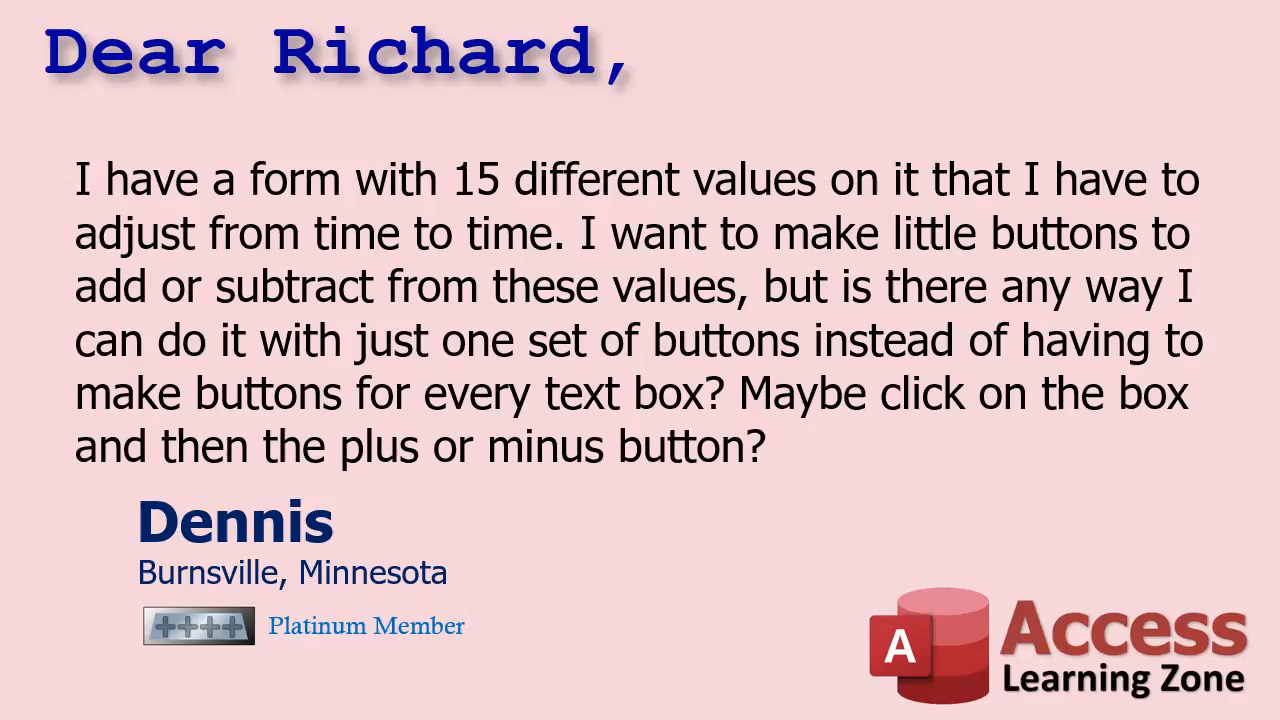 Dear Richard,
I have a form with 15 different values on it that I have to
adjust from time to time. I want to make little buttons to
add or subtract from these values, but is there any way I
can do it with just one set of buttons instead of having to
make buttons for every text box? Maybe click on the box
and then the plus or minus button?
Dennis
Burnsville, Minnesota
Platinum Member
A Access
Learning Zone